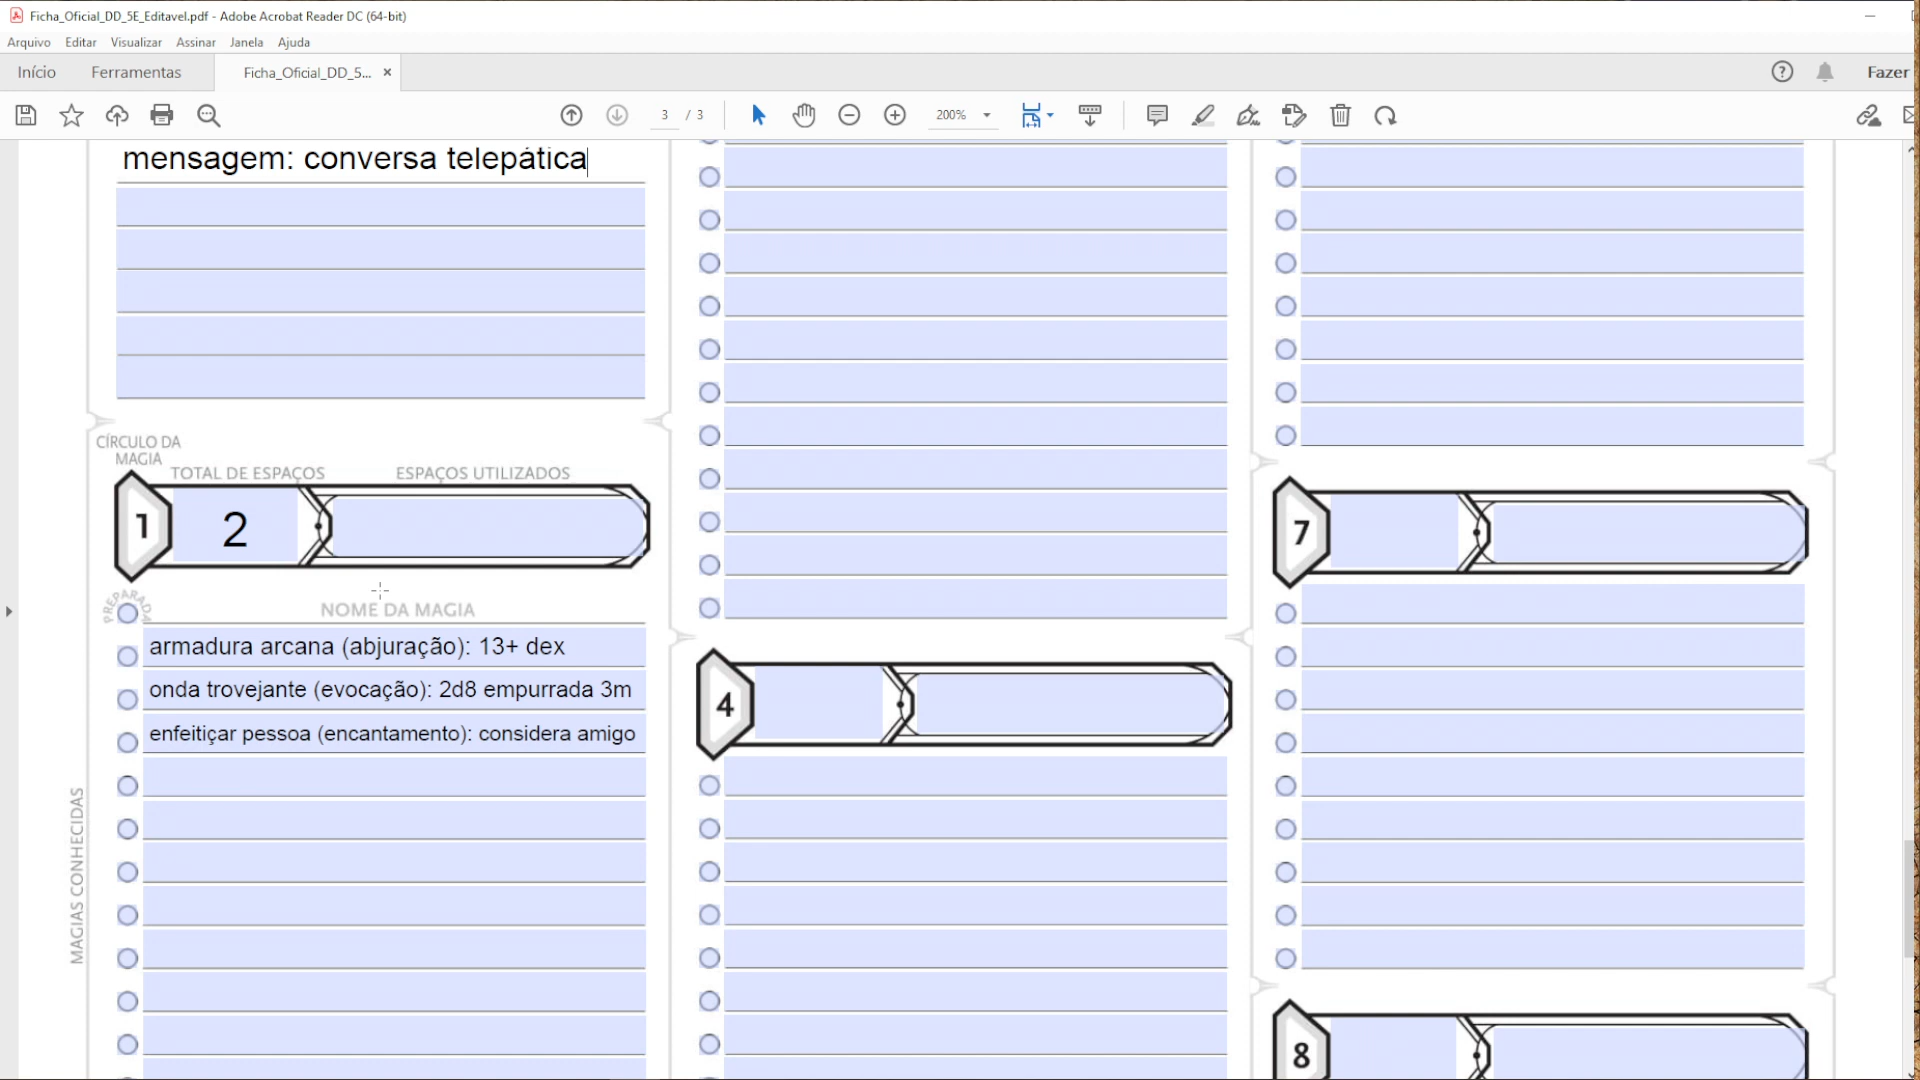 Ficha_Oficial_DD_5E_Editavel.pdf - Adobe Acrobat Reader DC (64-bit)
Arquivo Editar Visualizar Assinar Janela Ajuda
Início Ferramentas Ficha_Oficial_DD_5... × ? Fazer
3 / 3 200%
mensagem: conversa telepática
CÍRCULO DA
MAGIA
TOTAL DE ESPAÇOS ESPAÇOS UTILIZADOS
1 2
PREPARADA
NOME DA MAGIA
armadura arcana (abjuração): 13+ dex
onda trovejante (evocação): 2d8 empurrada 3m
enfeitiçar pessoa (encantamento): considera amigo
MAGIAS CONHECIDAS
4
7
8